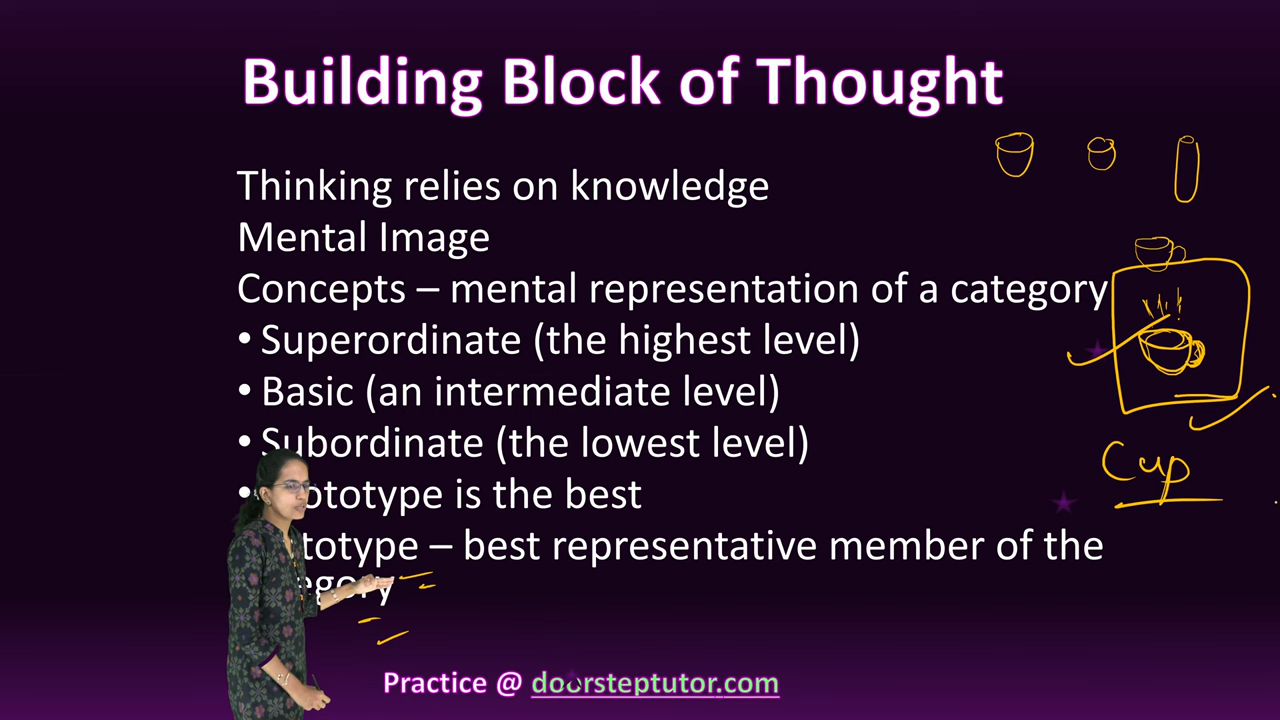 Building Block of Thought
Thinking relies on knowledge
Mental Image
Concepts – mental representation of a category
• Superordinate (the highest level)
• Basic (an intermediate level)
• Subordinate (the lowest level)
• ototype is the best
totype – best representative member of the
egory
Cup
Practice @ doorsteptutor.com